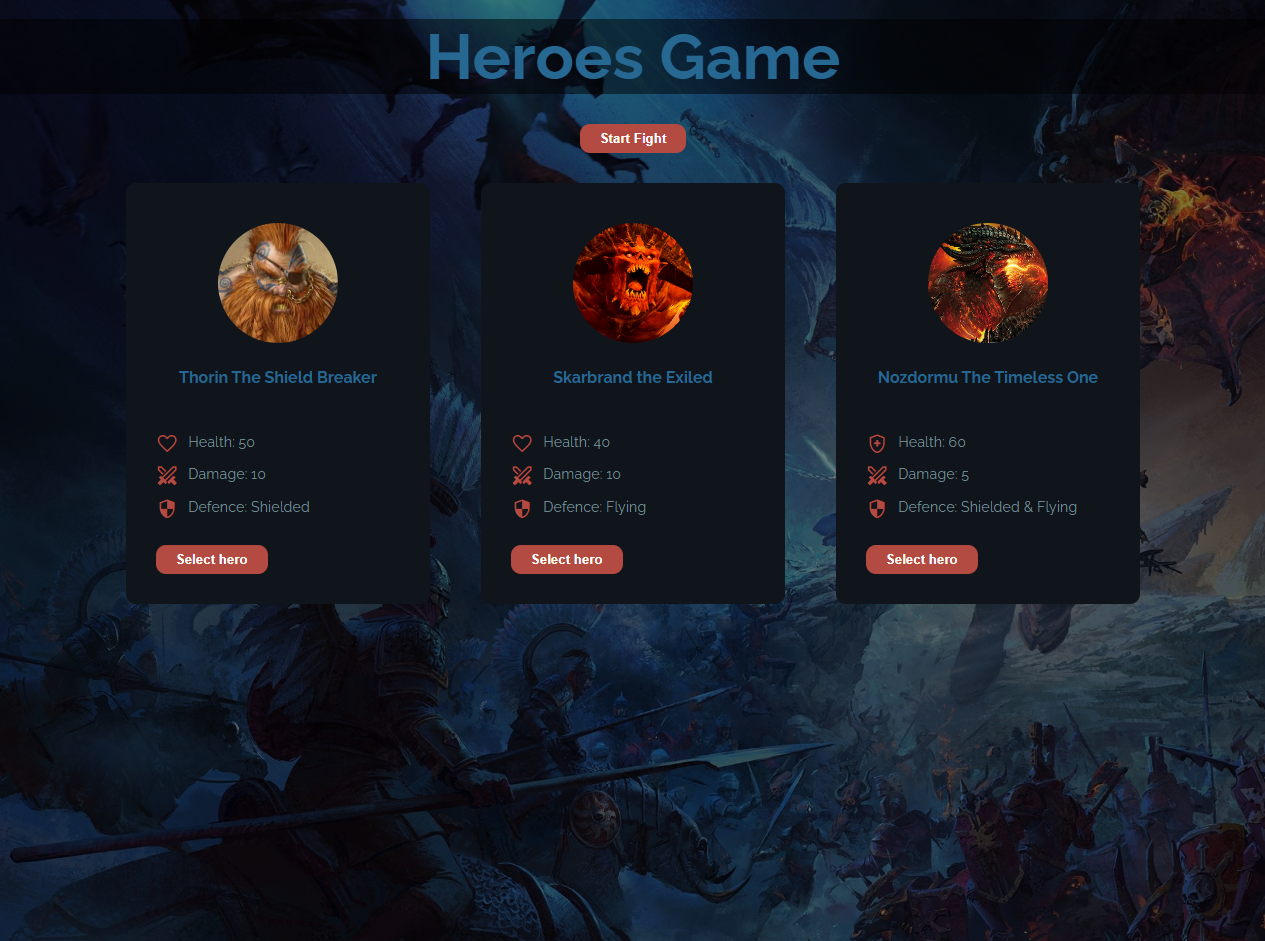 Heroes Game
Start Fight
Thorin The Shield Breaker
Health: 50
Damage: 10
Defence: Shielded
Select hero
Skarbrand the Exiled
Health: 40
Damage: 10
Defence: Flying
Select hero
Nozdormu The Timeless One
Health: 60
Damage: 5
Defence: Shielded & Flying
Select hero